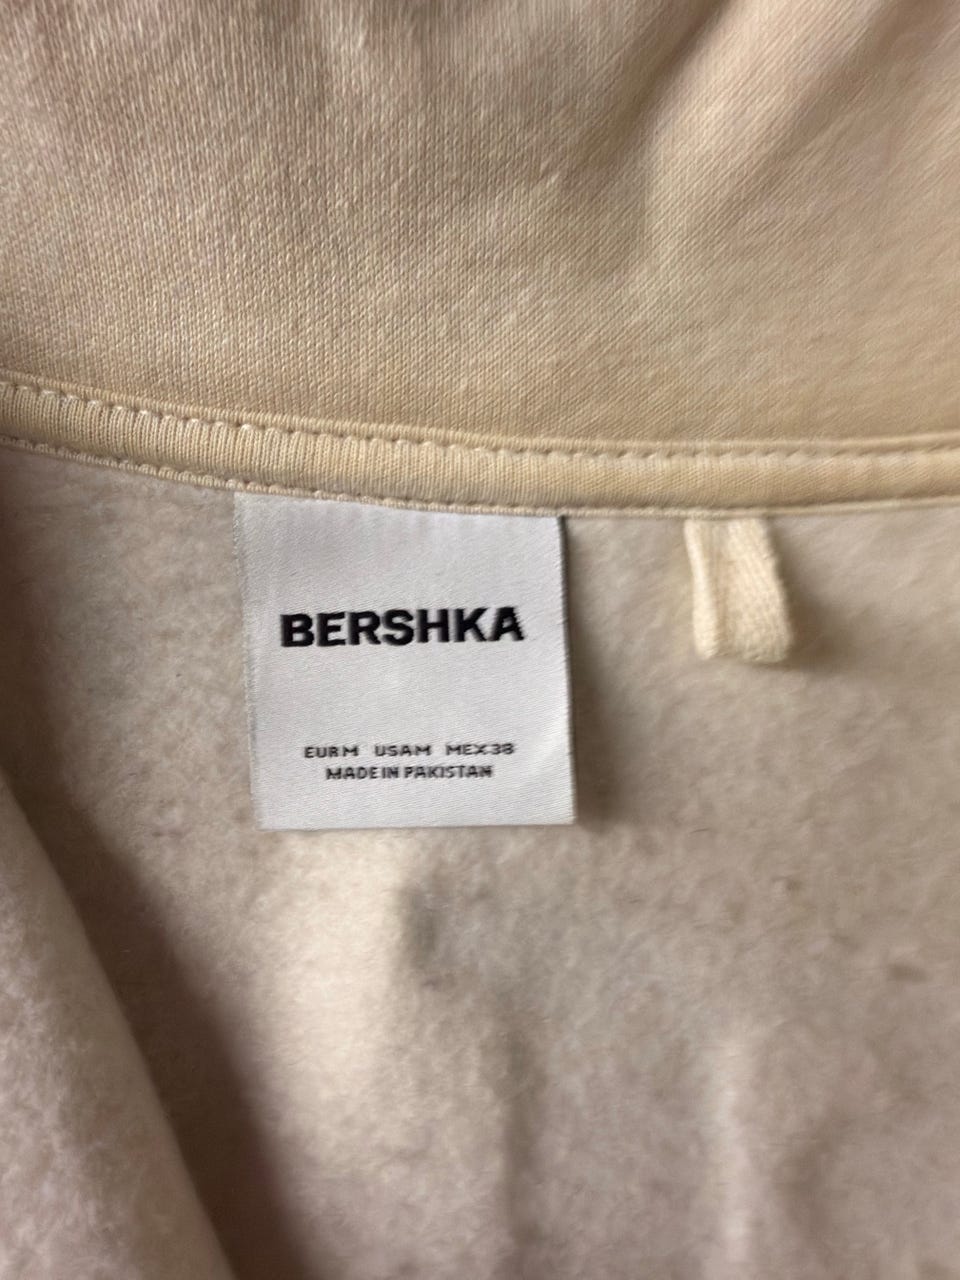 BERSHKA
EUR M USA M MEX 38
MADE IN PAKISTAN